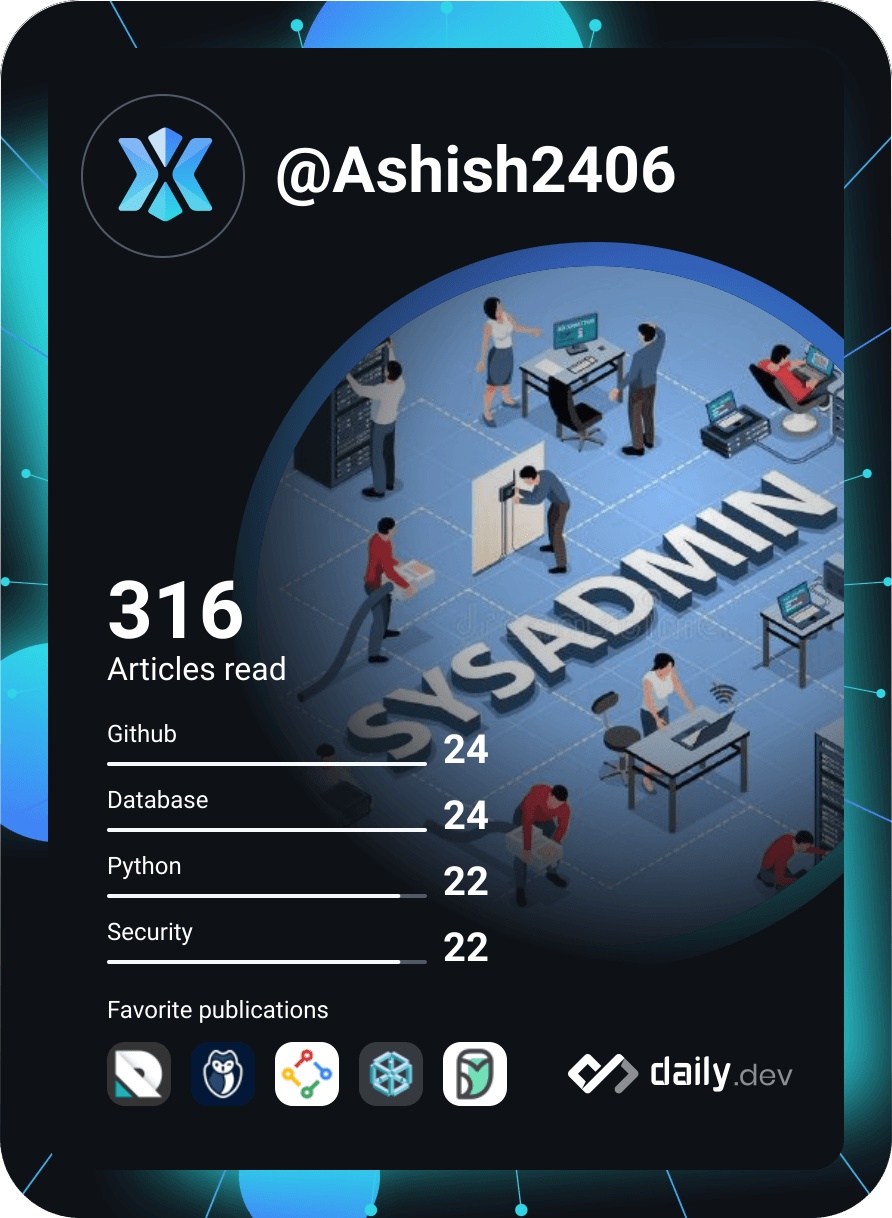 @Ashish2406
SYSADMIN
316
Articles read
Github
24
Database
24
Python
22
Security
22
Favorite publications
daily.dev